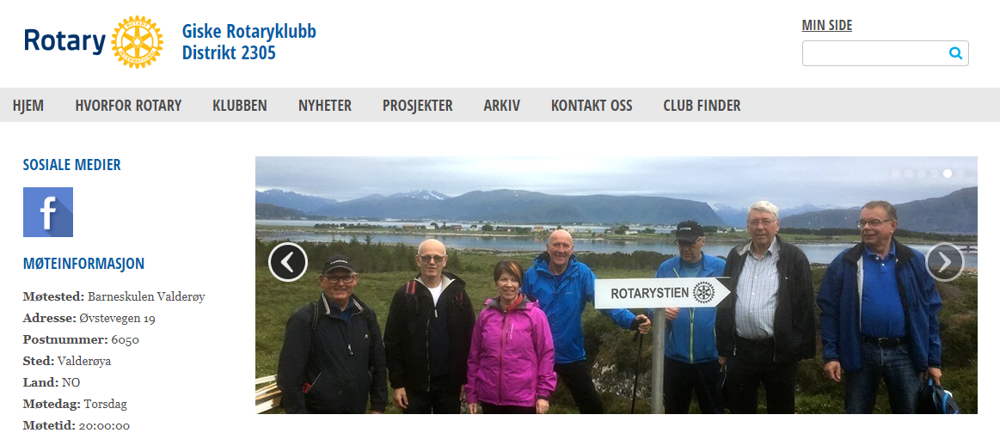 Rotary
ROTARY
INTERNATIONAL
Giske Rotaryklubb
Distrikt 2305
MIN SIDE
HJEM HVORFOR ROTARY KLUBBEN NYHETER PROSJEKTER ARKIV KONTAKT OSS CLUB FINDER
SOSIALE MEDIER
f
ROTARYSTIEN
MØTEINFORMASJON
Møtested: Barneskulen Valderøy
Adresse: Øvstevegen 19
Postnummer: 6050
Sted: Valderøya
Land: NO
Møtedag: Torsdag
Møtetid: 20:00:00